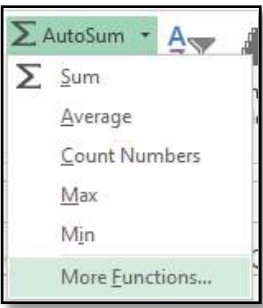 Σ AutoSum
Σ Sum
Average
Count Numbers
Max
Min
More Functions...